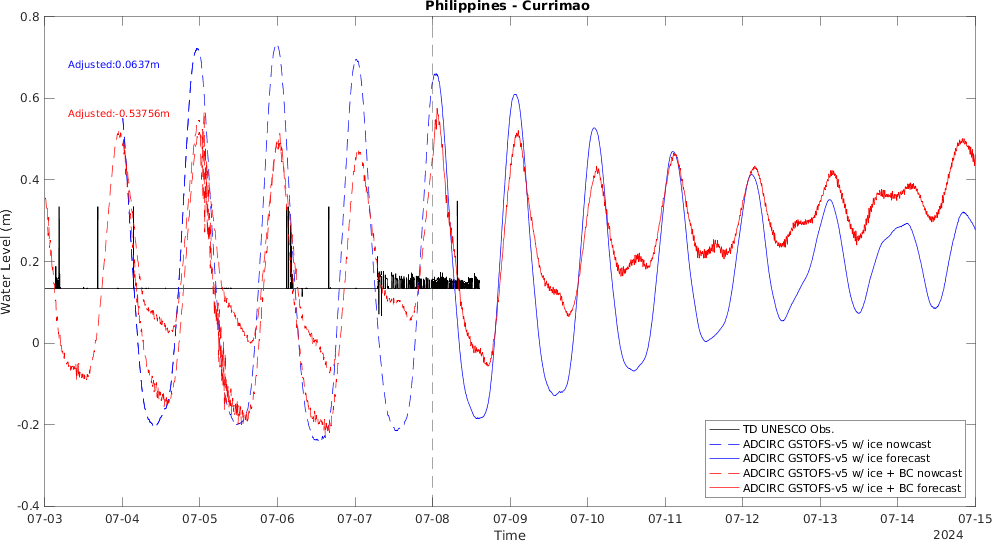 Philippines - Currimao
0.8
0.6
0.4
0.2
0
-0.2
-0.4
Water Level (m)
Adjusted:0.0637m
Adjusted:-0.53756m
TD UNESCO Obs.
ADCIRC GSTOFS-v5 w/ ice nowcast
ADCIRC GSTOFS-v5 w/ ice forecast
ADCIRC GSTOFS-v5 w/ ice + BC nowcast
ADCIRC GSTOFS-v5 w/ ice + BC forecast
07-03 07-04 07-05 07-06 07-07 07-08 07-09 07-10 07-11 07-12 07-13 07-14 07-15
Time
2024